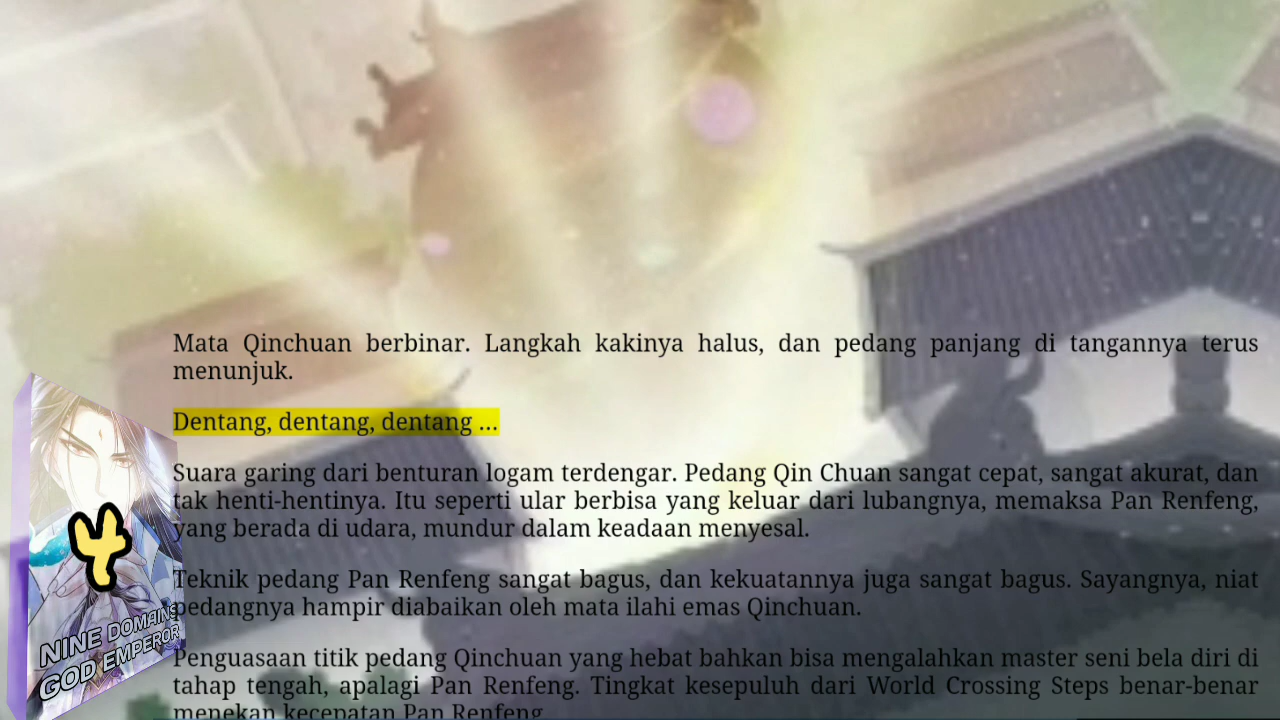 Mata Qinchuan berbinar. Langkah kakinya halus, dan pedang panjang di tangannya terus
menunjuk.
Dentang, dentang, dentang ...
Suara garing dari benturan logam terdengar. Pedang Qin Chuan sangat cepat, sangat akurat, dan
tak henti-hentinya. Itu seperti ular berbisa yang keluar dari lubangnya, memaksa Pan Renfeng,
yang berada di udara, mundur dalam keadaan menyesal.
Teknik pedang Pan Renfeng sangat bagus, dan kekuatannya juga sangat bagus. Sayangnya, niat
pedangnya hampir diabaikan oleh mata ilahi emas Qinchuan.
Penguasaan titik pedang Qinchuan yang hebat bahkan bisa mengalahkan master seni bela diri di
tahap tengah, apalagi Pan Renfeng. Tingkat kesepuluh dari World Crossing Steps benar-benar
menekan kecepatan Pan Renfeng
Y
NINE DOMAINS
GOD EMPEROR